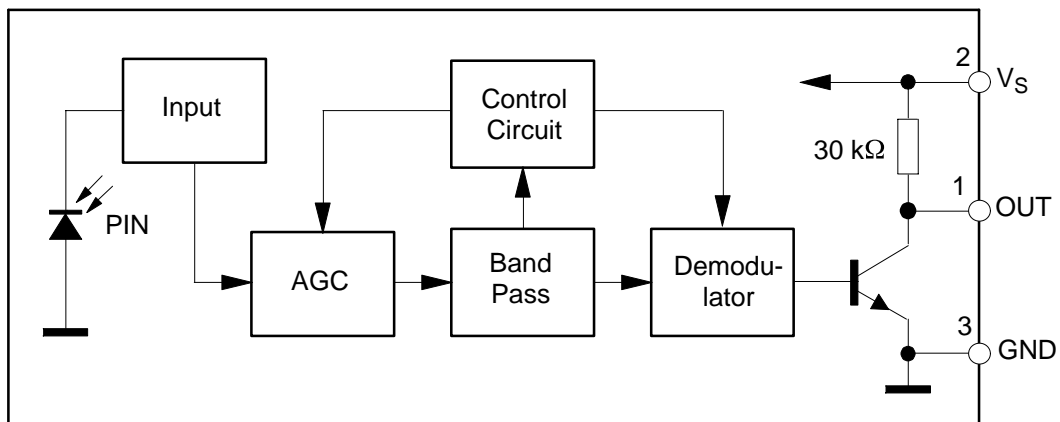 Input
Control
Circuit
2
V_S
30 kΩ
1
OUT
PIN
AGC
Band
Pass
Demodu-
lator
3
GND